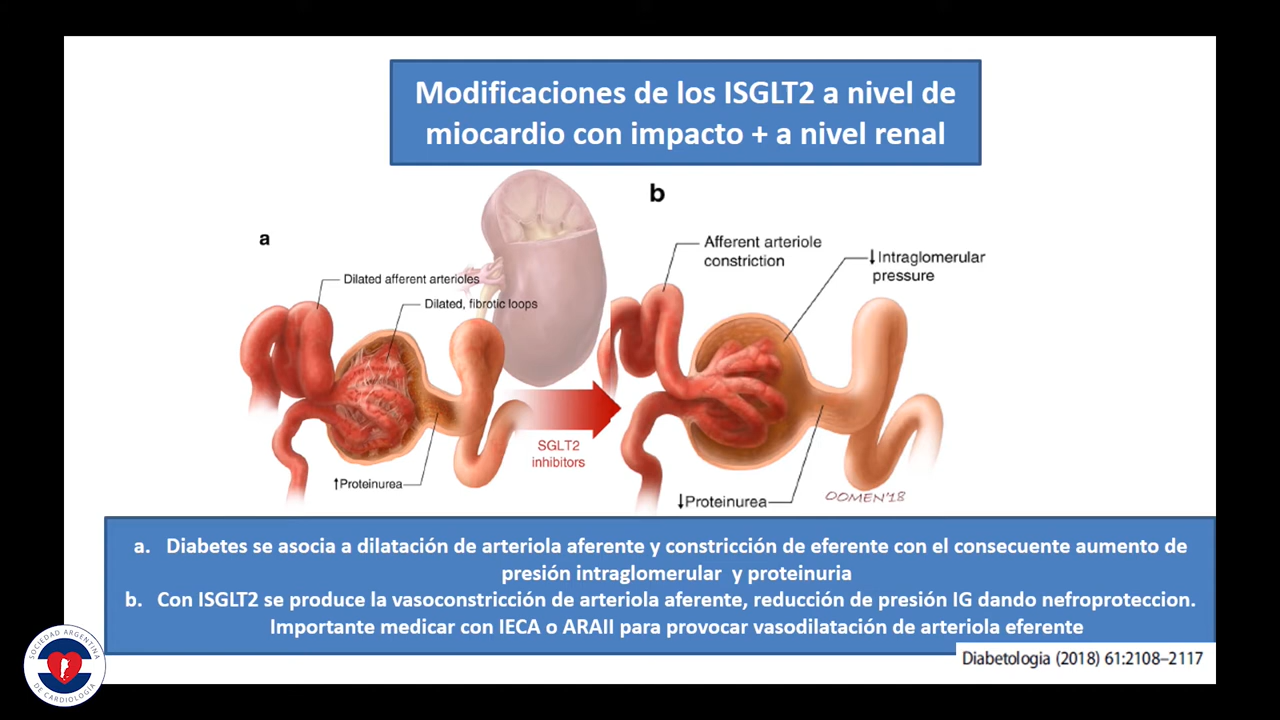 Modificaciones de los ISGLT2 a nivel de
miocardio con impacto + a nivel renal
a
Dilated afferent arterioles
Dilated, fibrotic loops
↑Proteinurea
SGLT2
inhibitors
b
Afferent arteriole
constriction
↓Intraglomerular
pressure
↓Proteinurea
OOMEN'18
a. Diabetes se asocia a dilatación de arteriola aferente y constricción de eferente con el consecuente aumento de
presión intraglomerular y proteinuria
b. Con ISGLT2 se produce la vasoconstricción de arteriola aferente, reducción de presión IG dando nefroproteccion.
Importante medicar con IECA o ARAII para provocar vasodilatación de arteriola eferente
Diabetologia (2018) 61:2108–2117
SOCIEDAD ARGENTINA
DE CARDIOLOGÍA